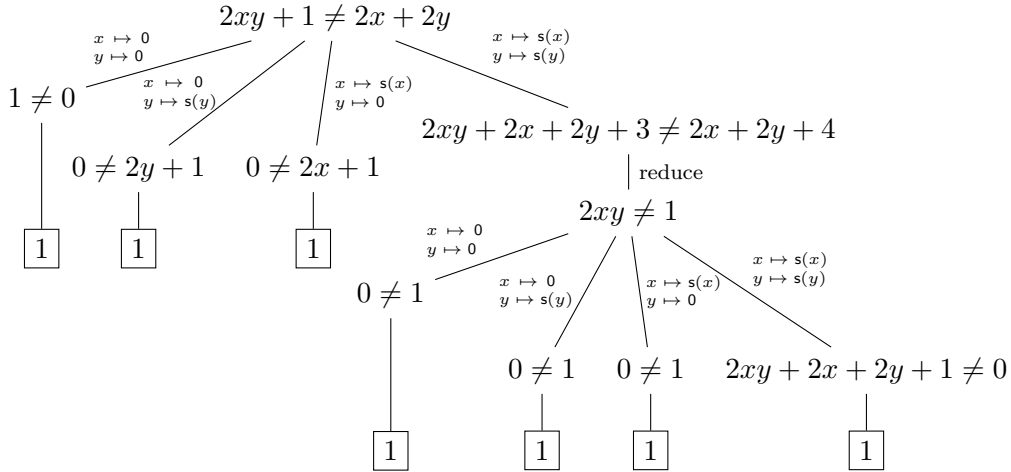 2xy + 1 ≠ 2x + 2y
x ↦ 0
y ↦ 0
x ↦ 0
y ↦ s(y)
x ↦ s(x)
y ↦ 0
x ↦ s(x)
y ↦ s(y)
1 ≠ 0
2xy + 2x + 2y + 3 ≠ 2x + 2y + 4
0 ≠ 2y + 1
0 ≠ 2x + 1
reduce
2xy ≠ 1
1
1
1
x ↦ 0
y ↦ 0
x ↦ 0
y ↦ s(y)
x ↦ s(x)
y ↦ 0
x ↦ s(x)
y ↦ s(y)
0 ≠ 1
0 ≠ 1
0 ≠ 1
2xy + 2x + 2y + 1 ≠ 0
1
1
1
1